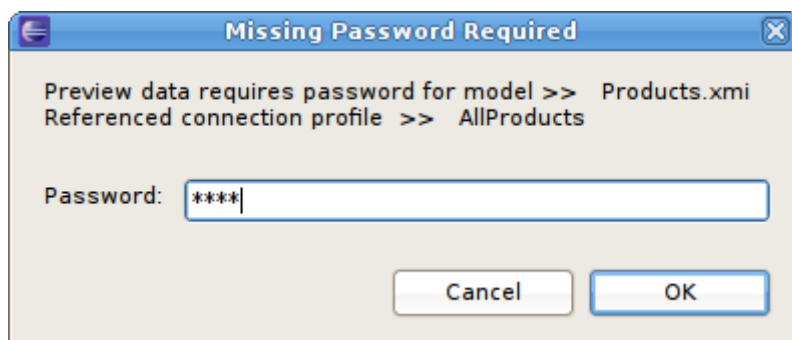 Missing Password Required
Preview data requires password for model >> Products.xmi
Referenced connection profile >> AllProducts
Password: ****
Cancel OK